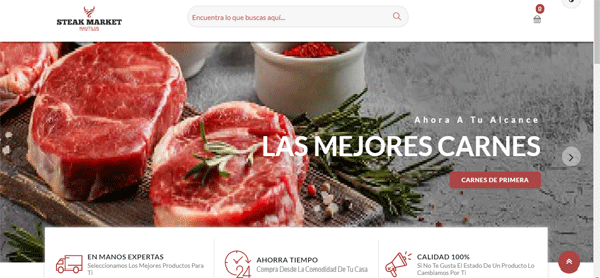 STEAK MARKET
Encuentra lo que buscas aquí...
0
Ahora A Tu Alcance
LAS MEJORES CARNES
CARNES DE PRIMERA
EN MANOS EXPERTAS
Seleccionamos Los Mejores Productos Para
Ti
24
AHORRA TIEMPO
Compra Desde La Comodidad De Tu Casa
CALIDAD 100%
Si No Te Gusta El Estado De Un Producto Lo
Cambiamos Por Ti